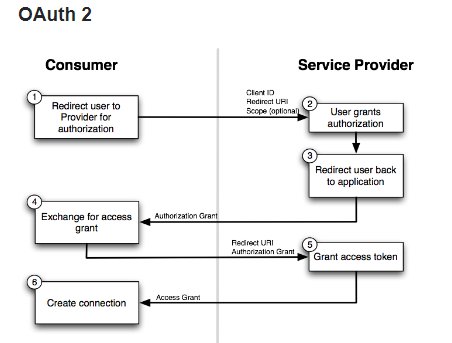 OAuth 2
Consumer
Service Provider
1
Redirect user to
Provider for
authorization
Client ID
Redirect URI
Scope (optional)
2
User grants
authorization
3
Redirect user back
to application
4
Exchange for access
grant
Authorization Grant
Redirect URI
Authorization Grant
5
Grant access token
6
Create connection
Access Grant